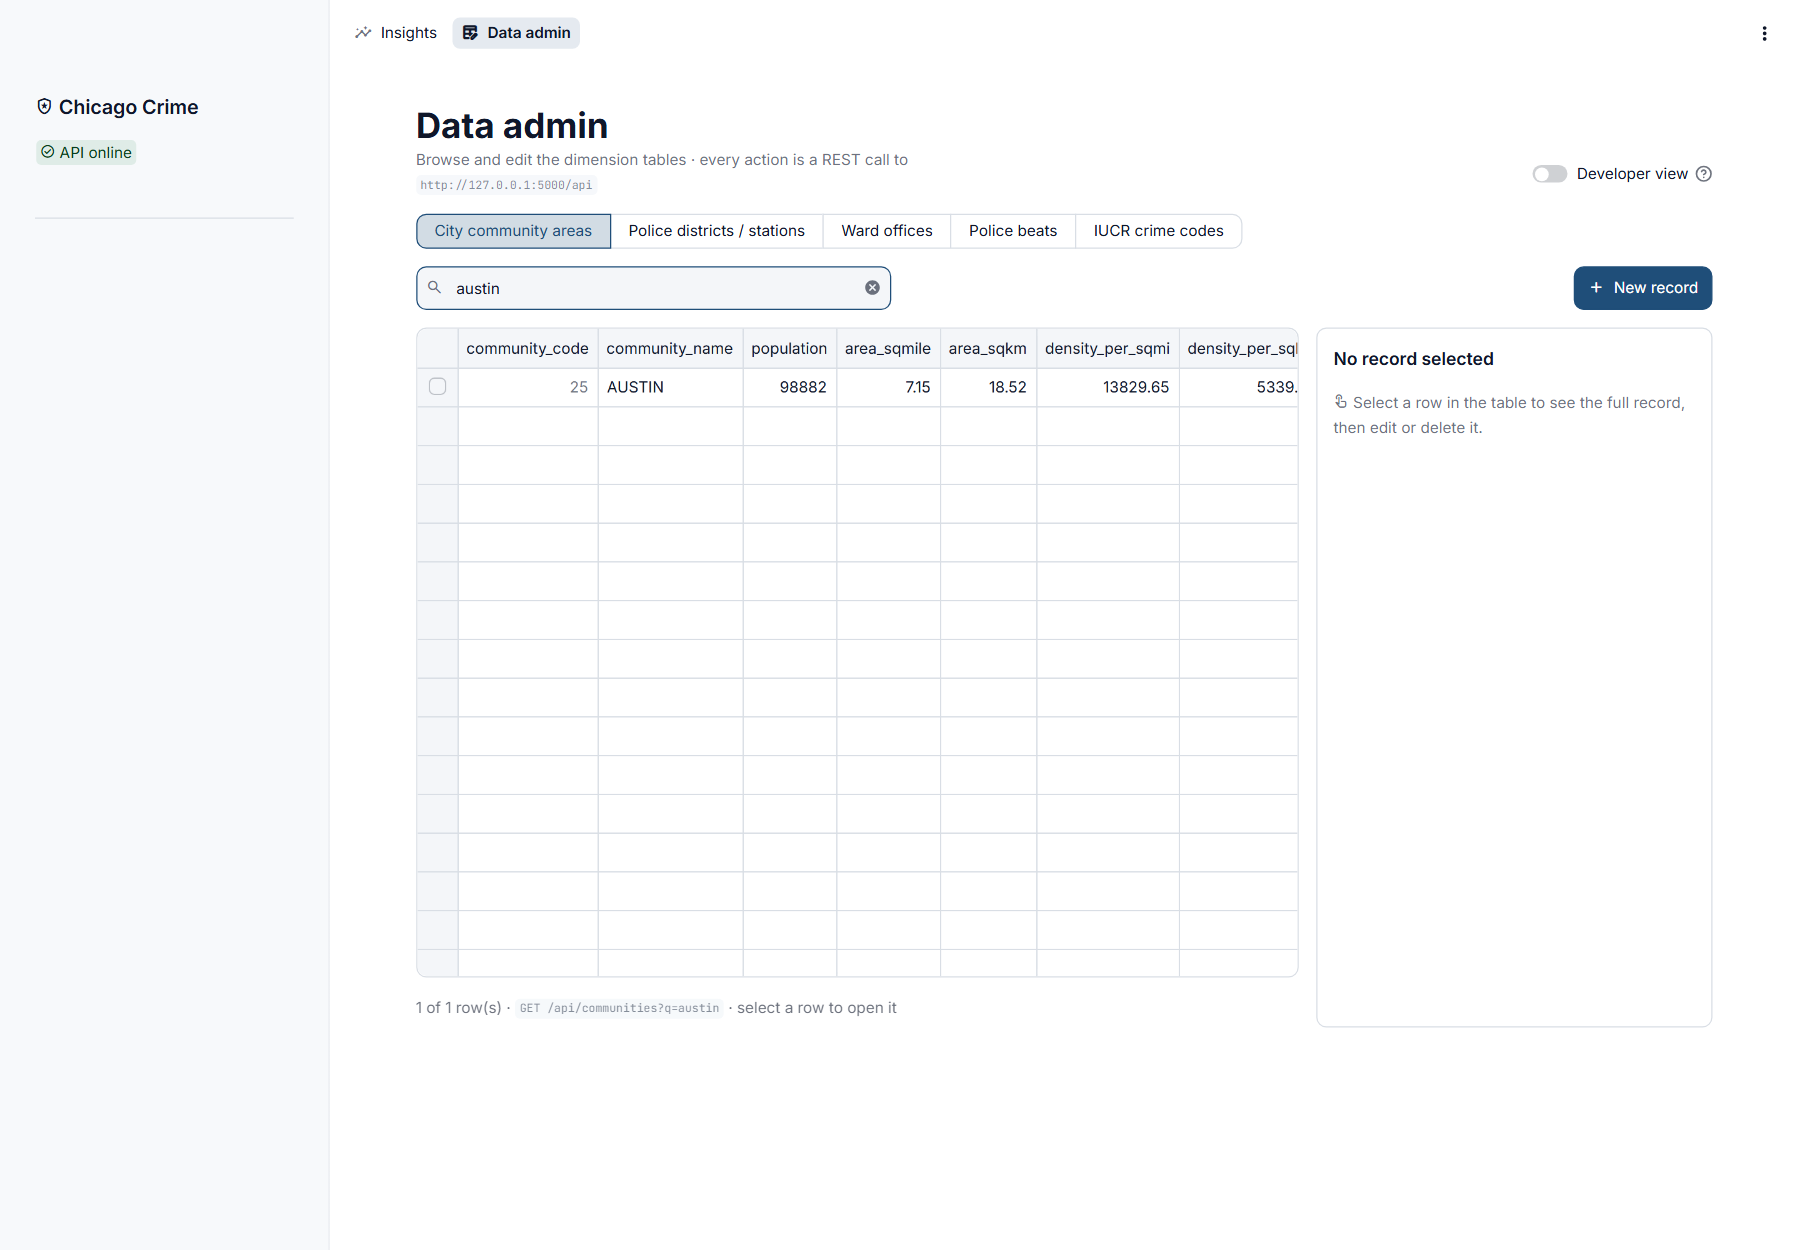 Insights
Data admin
Chicago Crime
API online
Data admin
Browse and edit the dimension tables · every action is a REST call to
http://127.0.0.1:5000/api
Developer view
City community areas
Police districts / stations
Ward offices
Police beats
IUCR crime codes
austin
+ New record
community_code community_name population area_sqmile area_sqkm density_per_sqmi density_per_sql
25 AUSTIN 98882 7.15 18.52 13829.65 5339.
No record selected
Select a row in the table to see the full record,
then edit or delete it.
1 of 1 row(s) · GET /api/communities?q=austin · select a row to open it